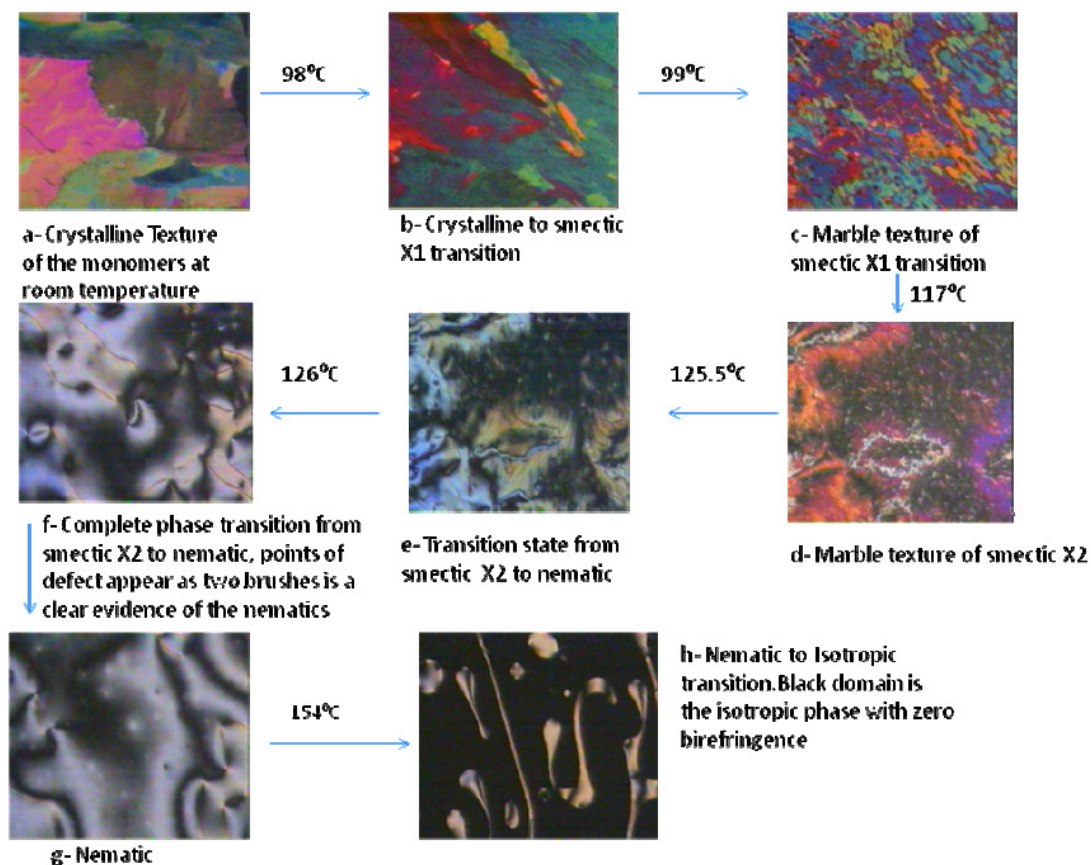 98°C
99°C
a- Crystalline Texture
of the monomers at
room temperature
b- Crystalline to smectic
X1 transition
c- Marble texture of
smectic X1 transition
117°C
126°C
125.5°C
f- Complete phase transition from
smectic X2 to nematic, points of
defect appear as two brushes is a
clear evidence of the nematics
e- Transition state from
smectic X2 to nematic
d- Marble texture of smectic X2
154°C
h- Nematic to Isotropic
transition.Black domain is
the isotropic phase with zero
birefringence
g- Nematic